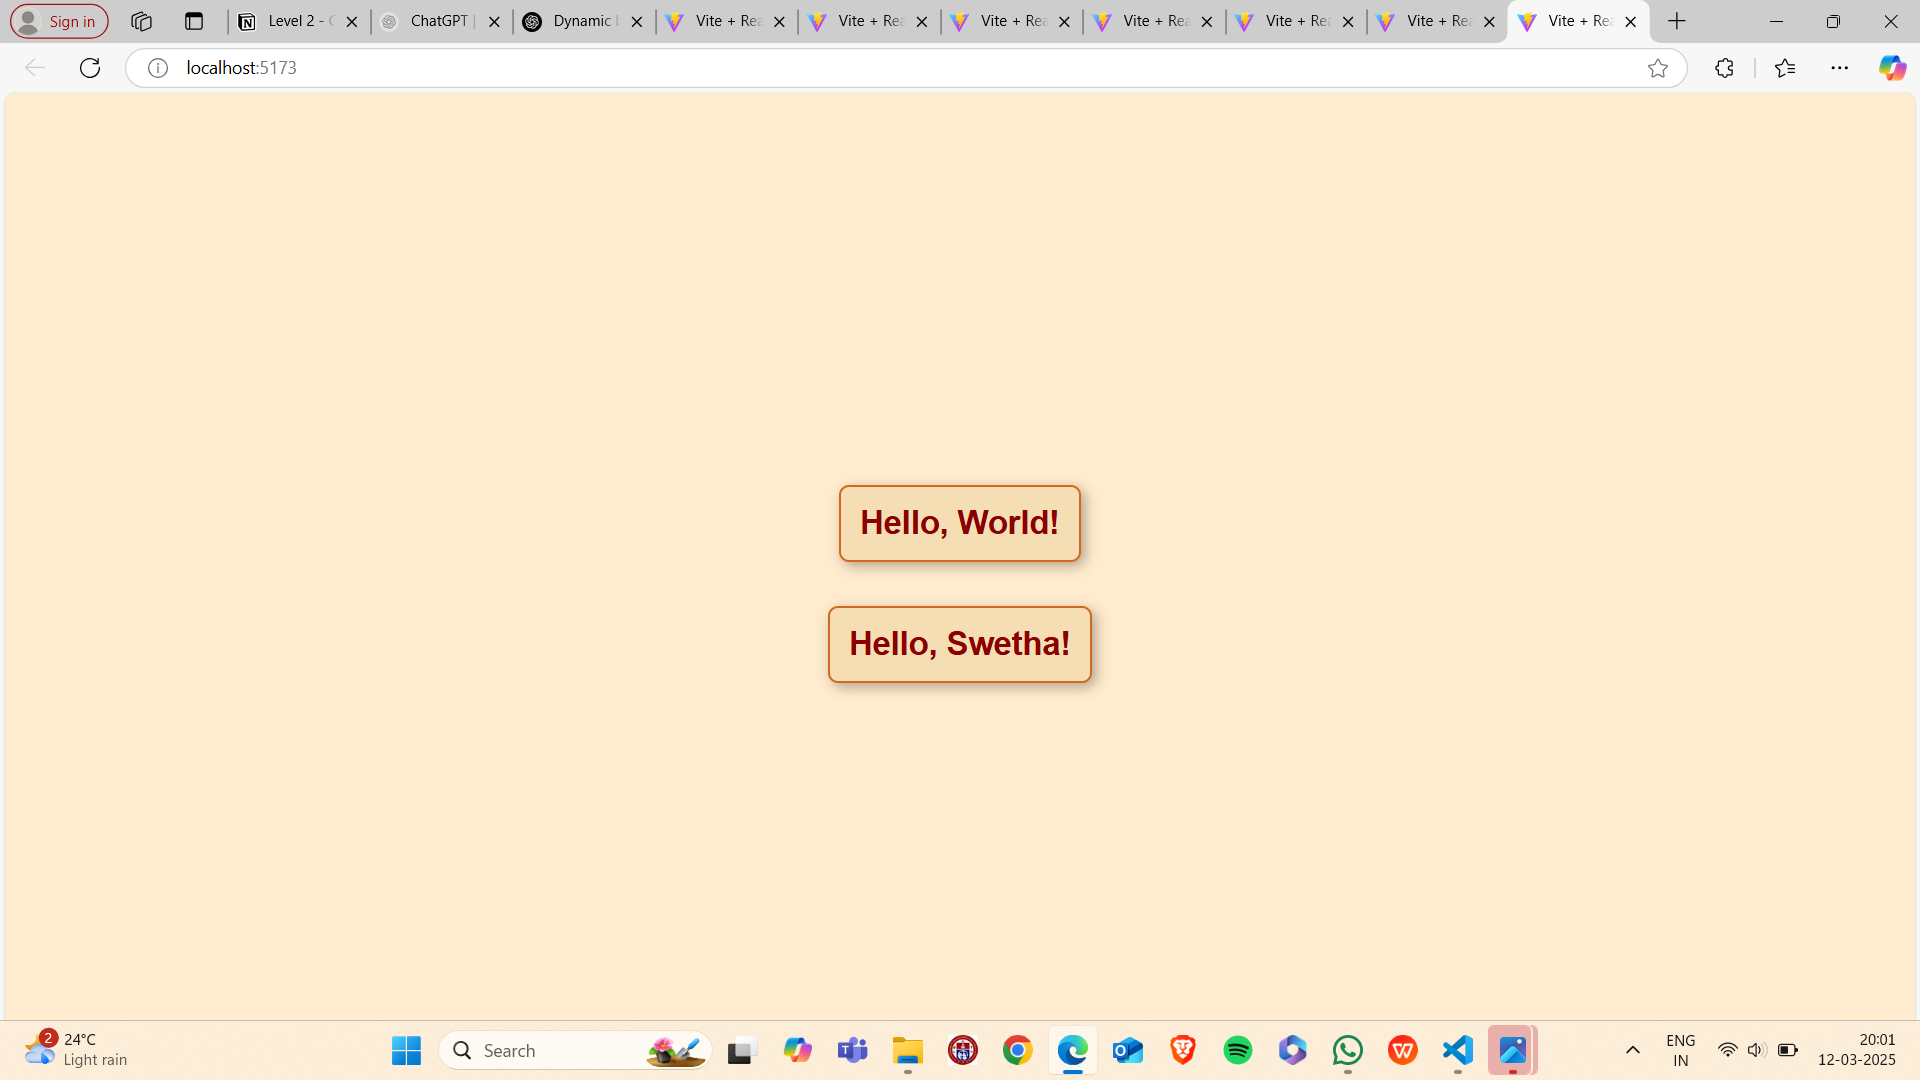 Sign in
Level 2 -
ChatGPT
Dynamic
Vite + Rea
Vite + Rea
Vite + Rea
Vite + Rea
Vite + Rea
Vite + Rea
Vite + Rea
localhost:5173
Hello, World!
Hello, Swetha!
2
24°C
Light rain
Search
ENG
IN
20:01
12-03-2025